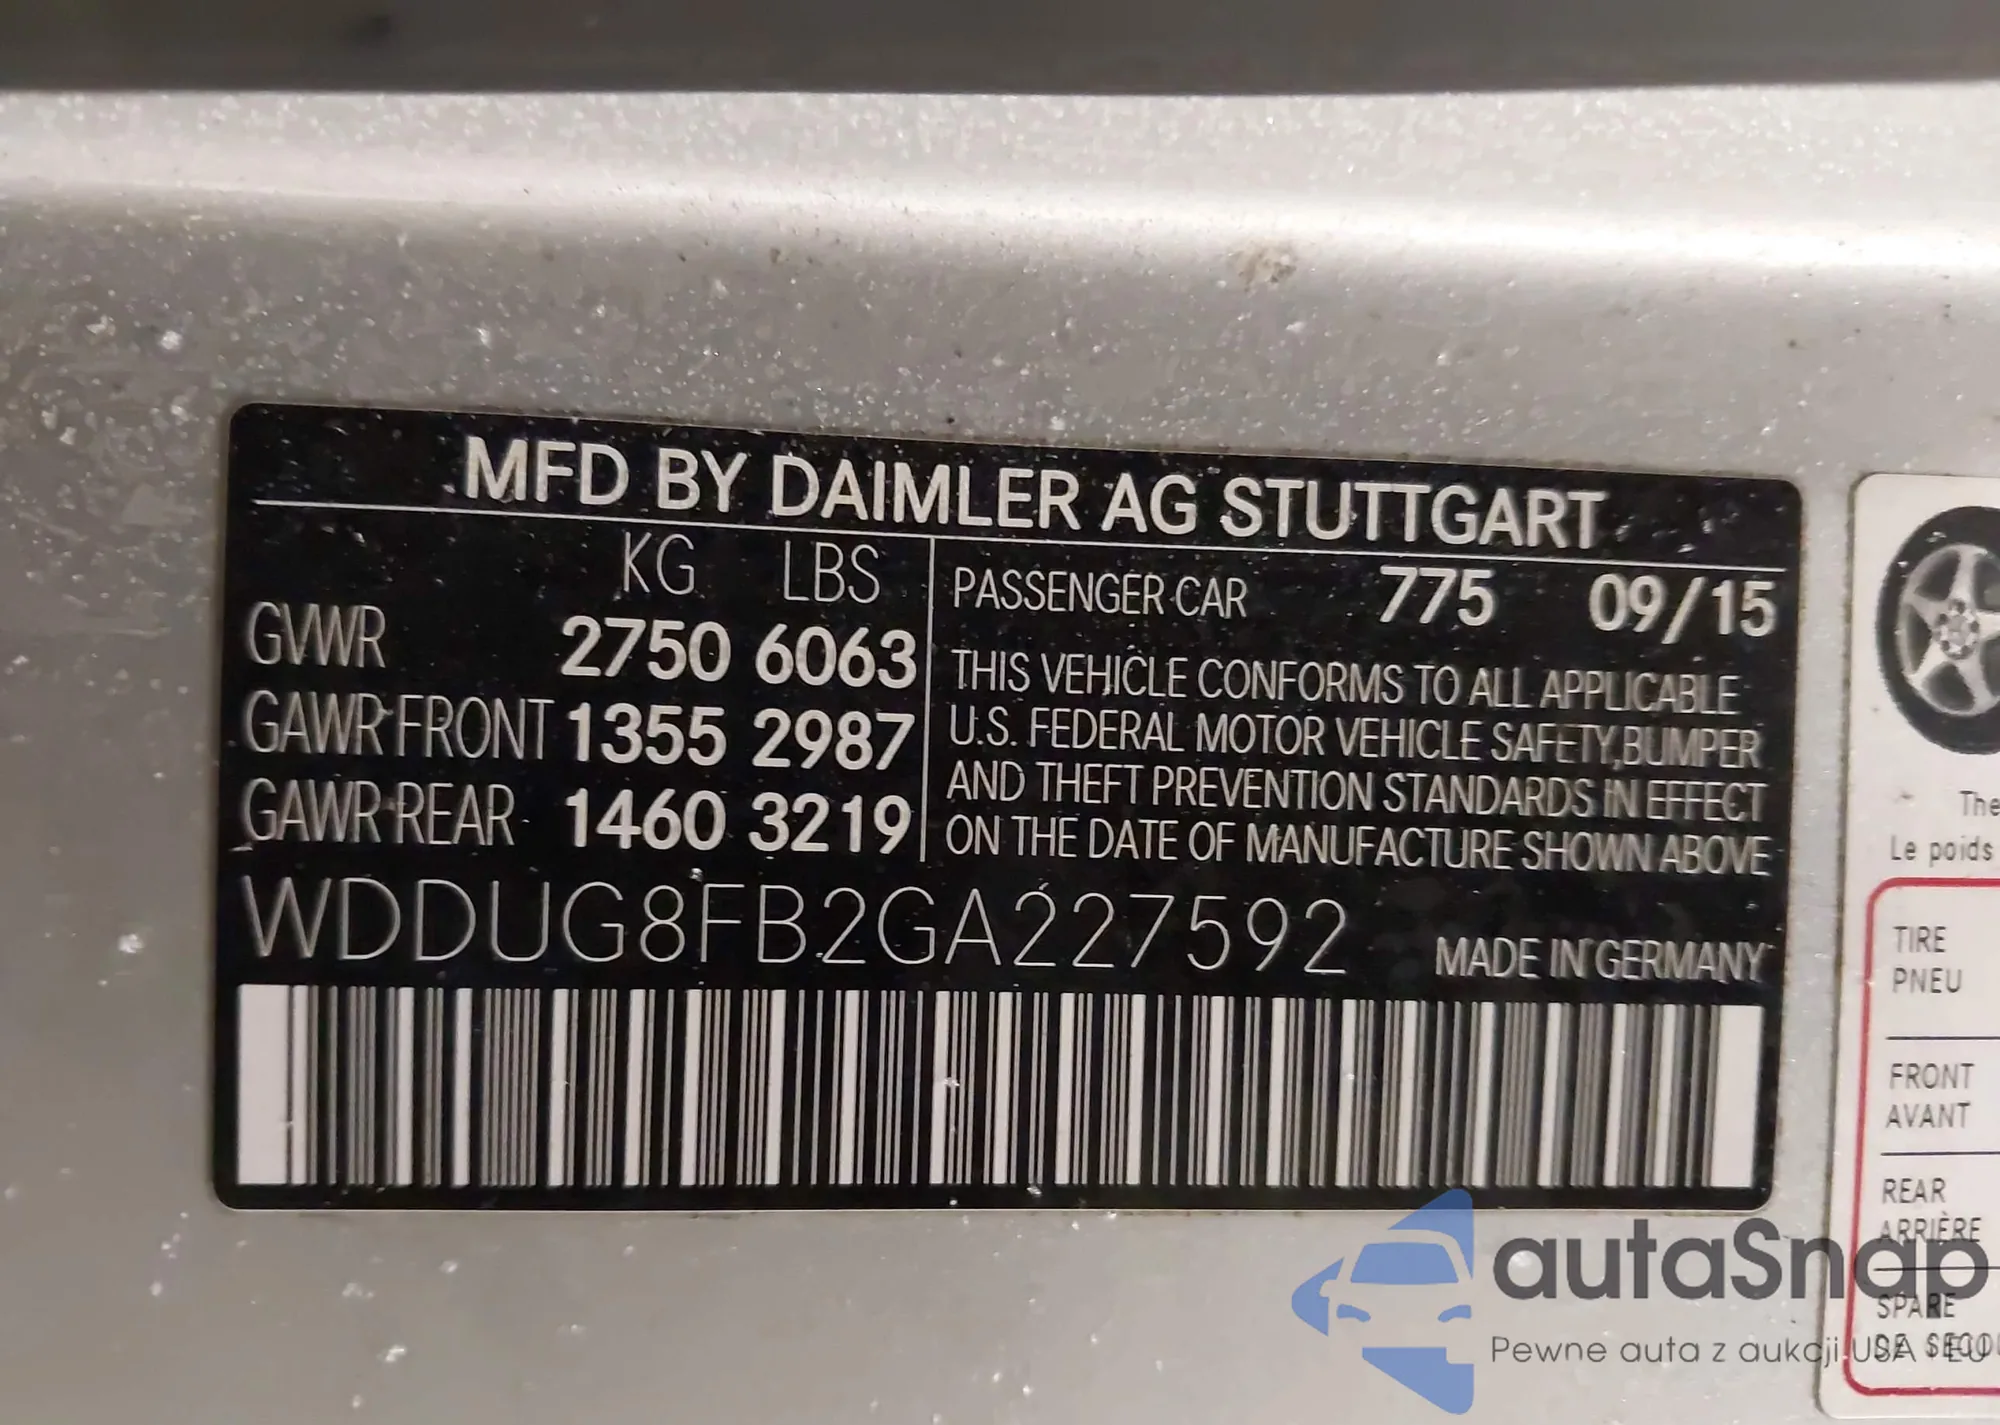 MFD BY DAIMLER AG STUTTGART
KG LBS
GVWR 2750 6063
GAWR FRONT 1355 2987
GAWR REAR 1460 3219
PASSENGER CAR 775 09/15
THIS VEHICLE CONFORMS TO ALL APPLICABLE
U.S. FEDERAL MOTOR VEHICLE SAFETY, BUMPER
AND THEFT PREVENTION STANDARDS IN EFFECT
ON THE DATE OF MANUFACTURE SHOWN ABOVE
WDDUG8FB2GA227592
MADE IN GERMANY
The
Le poids
TIRE
PNEU
FRONT
AVANT
REAR
ARRIÈRE
SPARE
DE SECOU
autaSnap
Pewne auta z aukcji USA i EU